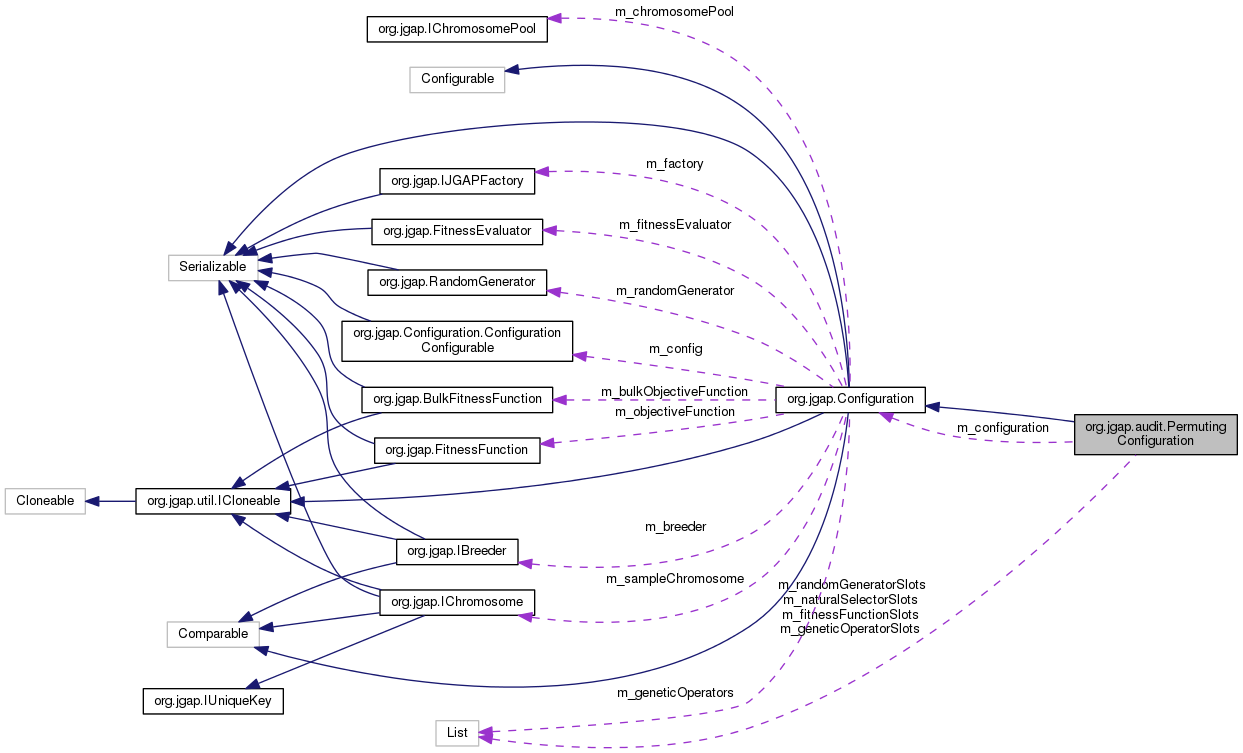 m_chromosomePool
org.jgap.IChromosomePool
Configurable
m_factory
org.jgap.IJGAPFactory
m_fitnessEvaluator
org.jgap.FitnessEvaluator
Serializable
org.jgap.RandomGenerator
m_randomGenerator
org.jgap.Configuration.Configuration
Configurable
m_config
m_bulkObjectiveFunction
org.jgap.BulkFitnessFunction
org.jgap.Configuration
m_objectiveFunction
m_configuration
org.jgap.audit.Permuting
Configuration
org.jgap.FitnessFunction
Cloneable
org.jgap.util.ICloneable
m_breeder
org.jgap.IBreeder
m_sampleChromosome
m_randomGeneratorSlots
m_naturalSelectorSlots
m_fitnessFunctionSlots
m_geneticOperatorSlots
org.jgap.IChromosome
Comparable
m_geneticOperators
org.jgap.IUniqueKey
List